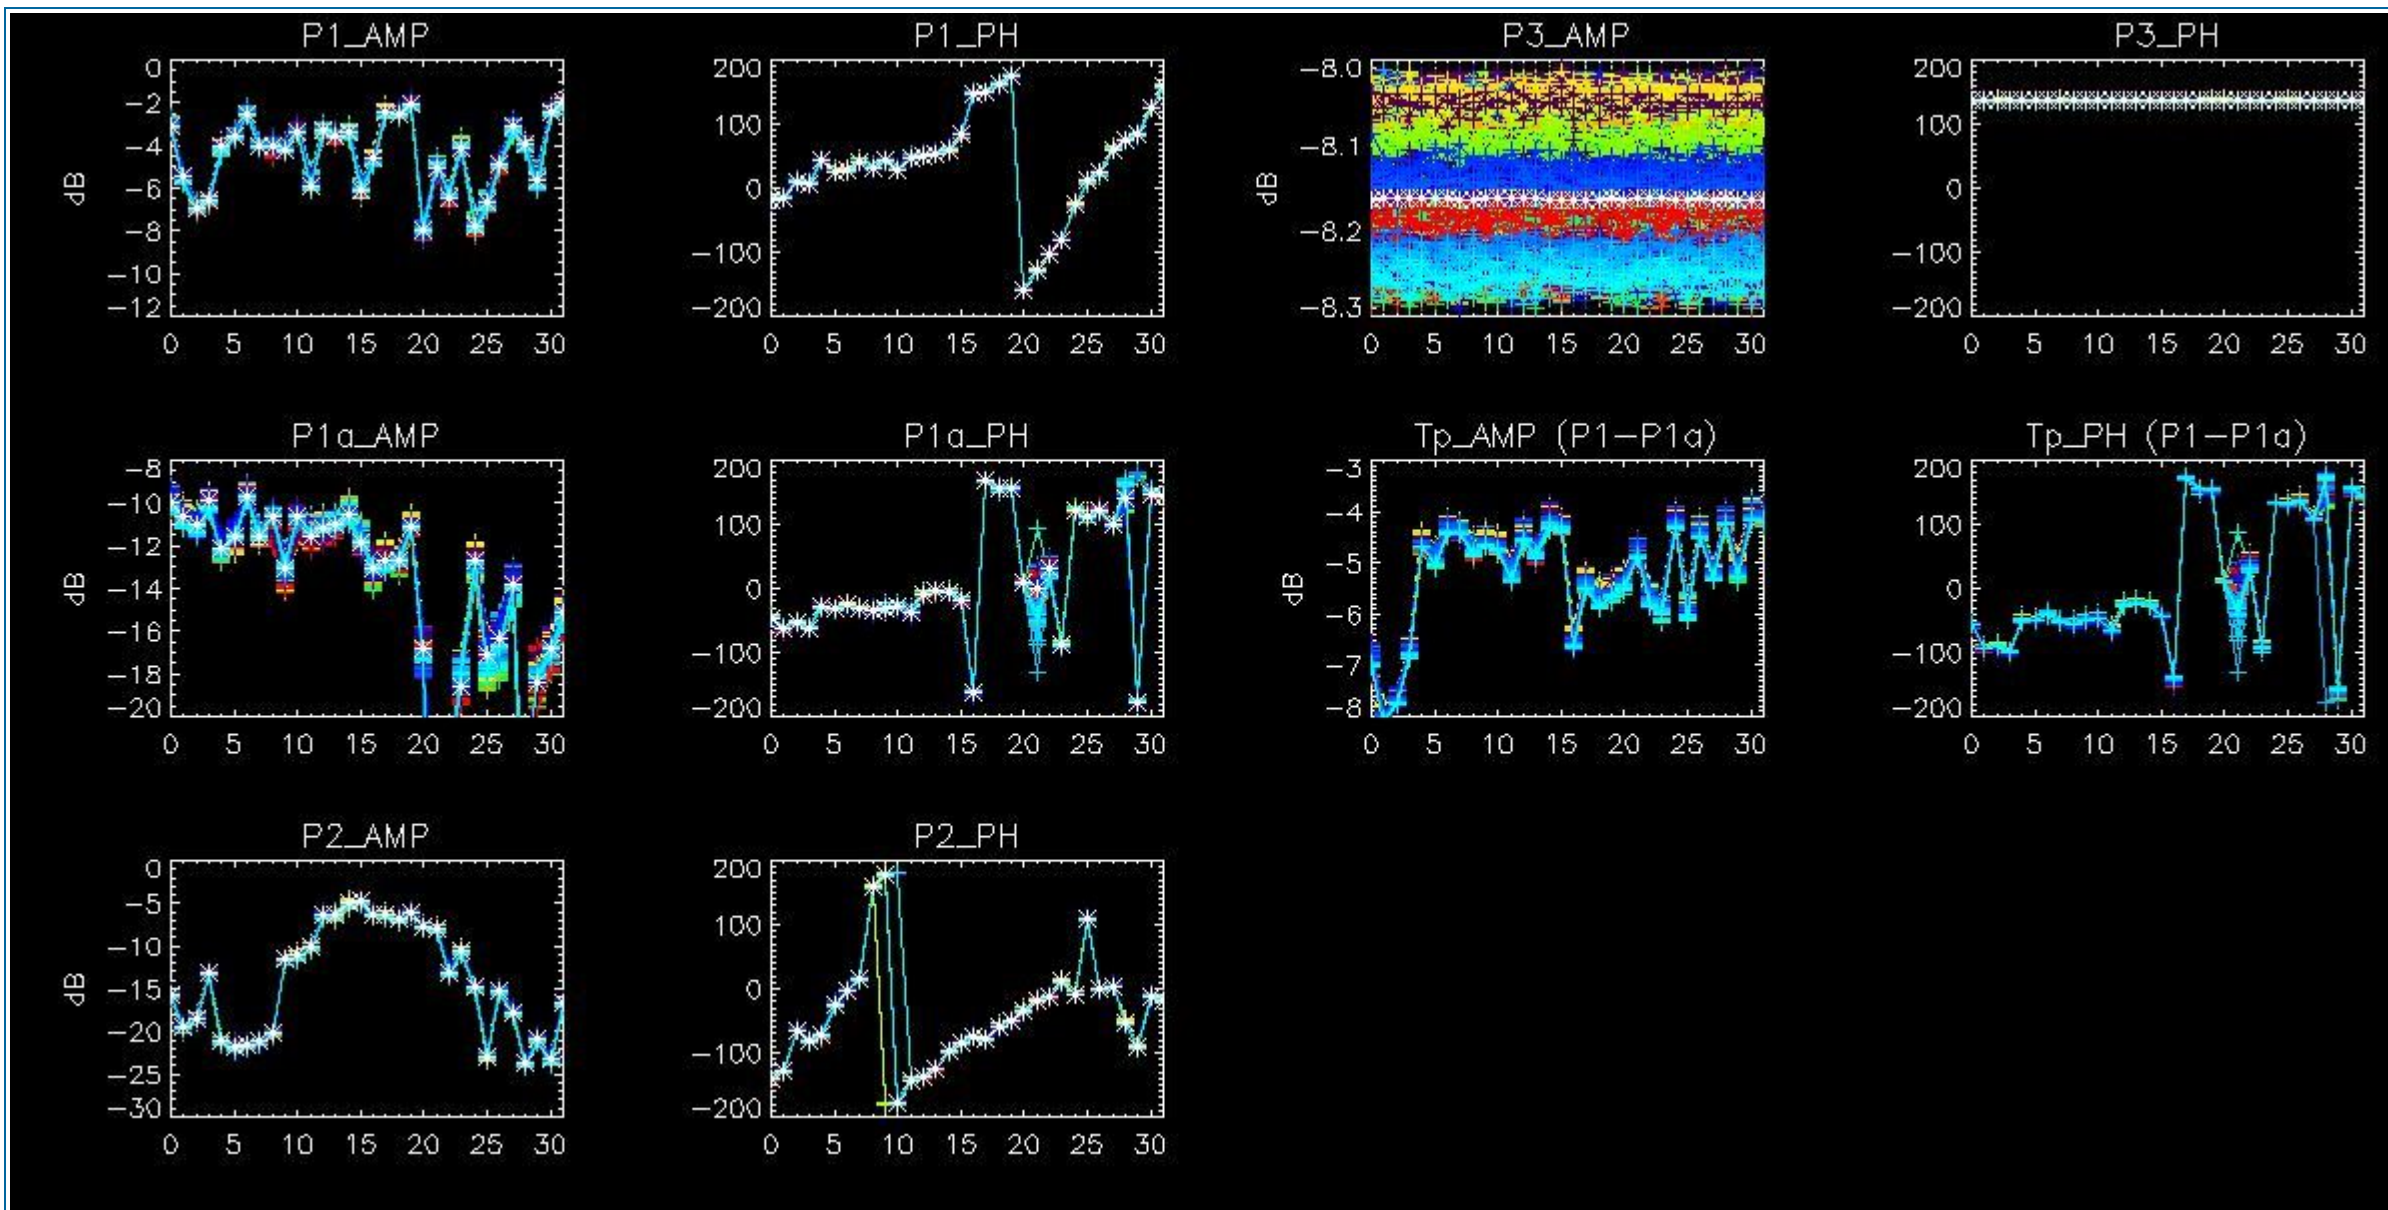 P1_AMP
0
−2
−4
−6
−8
−10
−12
dB
0 5 10 15 20 25 30
P1_PH
200
100
0
−100
−200
0 5 10 15 20 25 30
P3_AMP
−8.0
−8.1
−8.2
−8.3
dB
0 5 10 15 20 25 30
P3_PH
200
100
0
−100
−200
0 5 10 15 20 25 30
P1a_AMP
−8
−10
−12
−14
−16
−18
−20
dB
0 5 10 15 20 25 30
P1a_PH
200
100
0
−100
−200
0 5 10 15 20 25 30
Tp_AMP (P1−P1a)
−3
−4
−5
−6
−7
−8
dB
0 5 10 15 20 25 30
Tp_PH (P1−P1a)
200
100
0
−100
−200
0 5 10 15 20 25 30
P2_AMP
0
−5
−10
−15
−20
−25
−30
dB
0 5 10 15 20 25 30
P2_PH
200
100
0
−100
−200
0 5 10 15 20 25 30